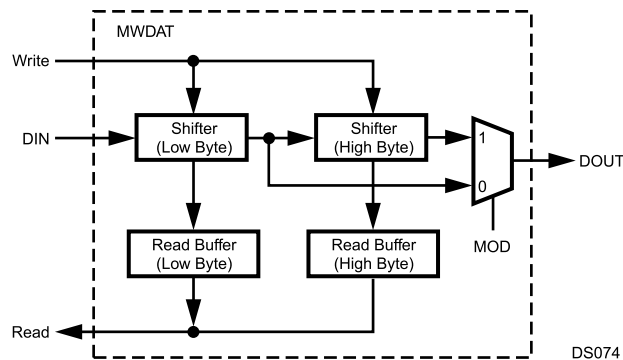 MWDAT
Write
DIN
Shifter
(Low Byte)
Shifter
(High Byte)
1
0
DOUT
MOD
Read Buffer
(Low Byte)
Read Buffer
(High Byte)
Read
DS074